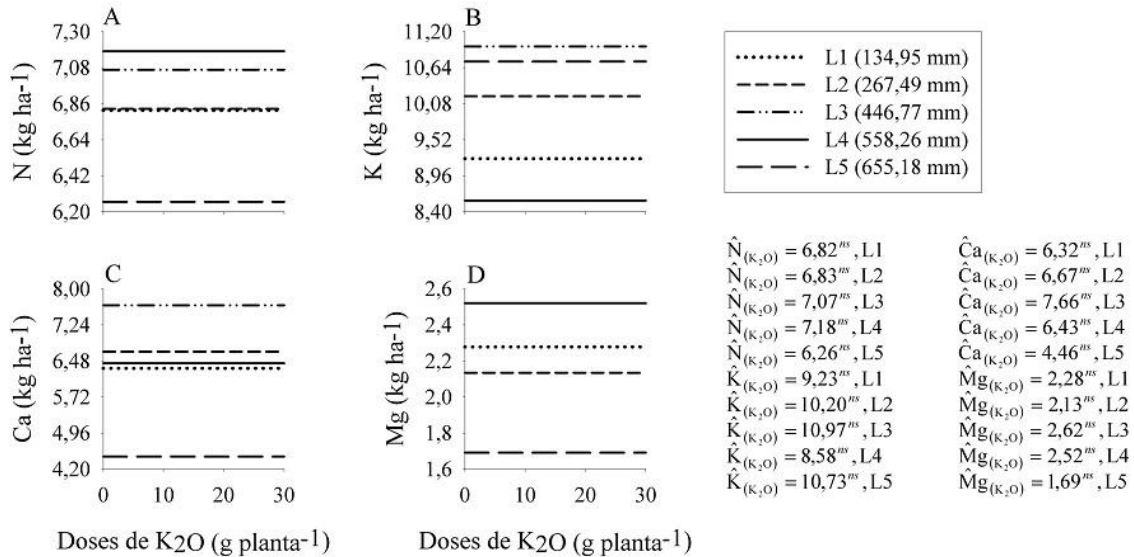 A
N (kg ha-1)
7,30
7,08
6,86
6,64
6,42
6,20
0 10 20 30
B
K (kg ha-1)
11,20
10,64
10,08
9,52
8,96
8,40
0 10 20 30
L1 (134,95 mm)
L2 (267,49 mm)
L3 (446,77 mm)
L4 (558,26 mm)
L5 (655,18 mm)
C
Ca (kg ha-1)
8,00
7,24
6,48
5,72
4,96
4,20
0 10 20 30
Doses de K2O (g planta-1)
D
Mg (kg ha-1)
2,6
2,4
2,2
2,0
1,8
1,6
0 10 20 30
Doses de K2O (g planta-1)
N̂(K₂O) = 6,82ⁿˢ, L1
N̂(K₂O) = 6,83ⁿˢ, L2
N̂(K₂O) = 7,07ⁿˢ, L3
N̂(K₂O) = 7,18ⁿˢ, L4
N̂(K₂O) = 6,26ⁿˢ, L5
K̂(K₂O) = 9,23ⁿˢ, L1
K̂(K₂O) = 10,20ⁿˢ, L2
K̂(K₂O) = 10,97ⁿˢ, L3
K̂(K₂O) = 8,58ⁿˢ, L4
K̂(K₂O) = 10,73ⁿˢ, L5
Ĉa(K₂O) = 6,32ⁿˢ, L1
Ĉa(K₂O) = 6,67ⁿˢ, L2
Ĉa(K₂O) = 7,66ⁿˢ, L3
Ĉa(K₂O) = 6,43ⁿˢ, L4
Ĉa(K₂O) = 4,46ⁿˢ, L5
M̂g(K₂O) = 2,28ⁿˢ, L1
M̂g(K₂O) = 2,13ⁿˢ, L2
M̂g(K₂O) = 2,62ⁿˢ, L3
M̂g(K₂O) = 2,52ⁿˢ, L4
M̂g(K₂O) = 1,69ⁿˢ, L5